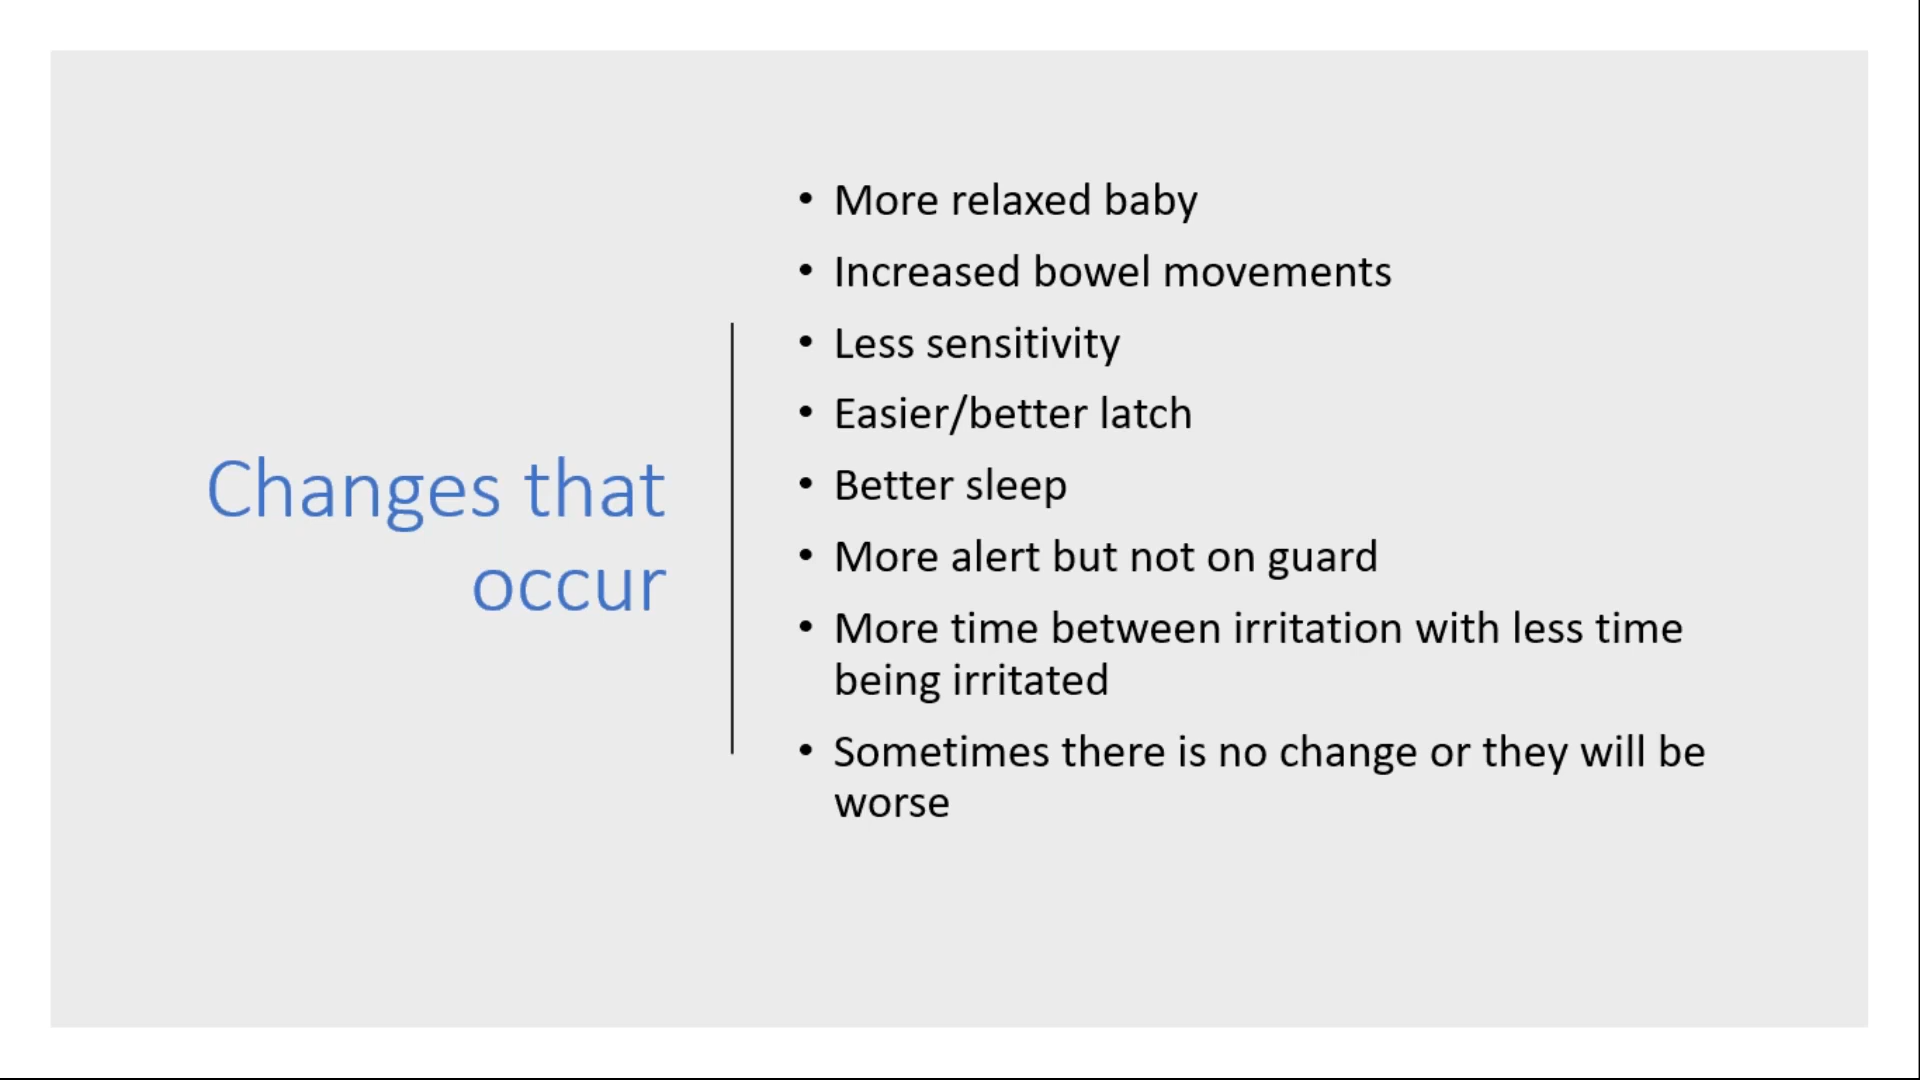 Changes that
occur
• More relaxed baby
• Increased bowel movements
• Less sensitivity
• Easier/better latch
• Better sleep
• More alert but not on guard
• More time between irritation with less time
being irritated
• Sometimes there is no change or they will be
worse